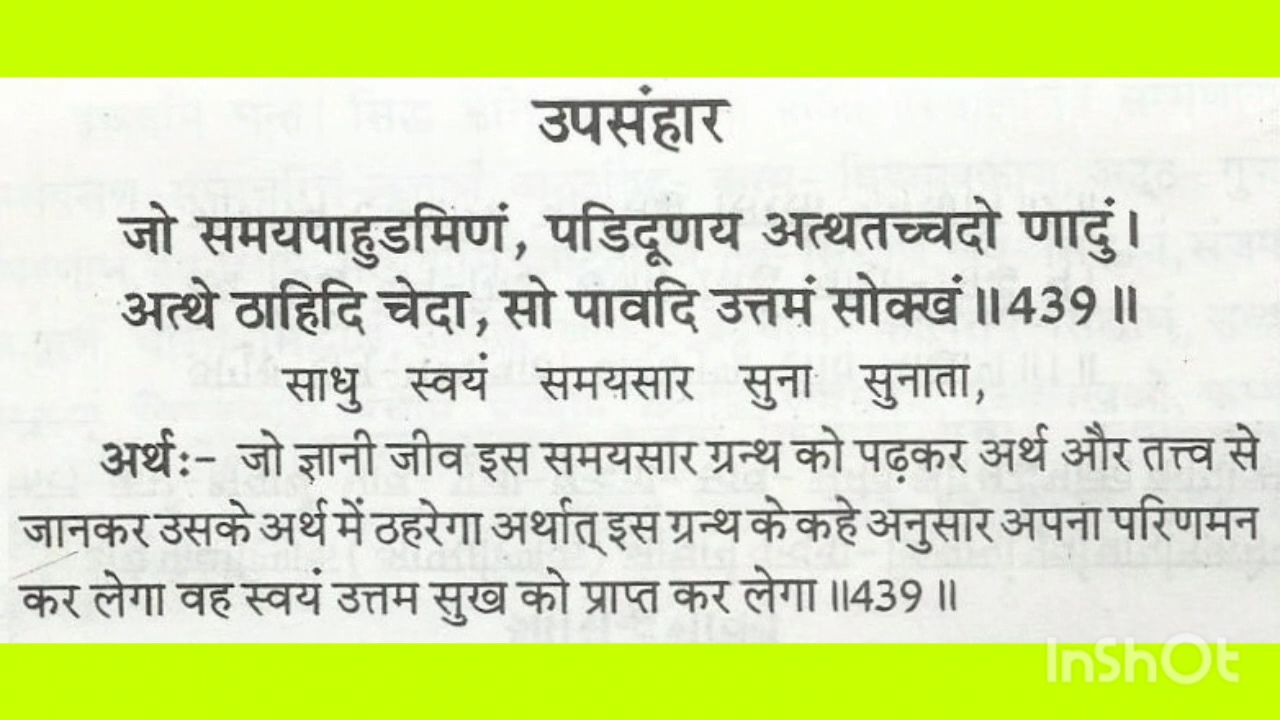 उपसंहार
जो समयपाहुडमिणं, पडिदूणय अत्थतच्चदो णादुं।
अत्थे ठाहिदि चेदा, सो पावदि उत्तमं सोक्खं॥439॥
साधु स्वयं समयसार सुना सुनाता,
अर्थः- जो ज्ञानी जीव इस समयसार ग्रन्थ को पढ़कर अर्थ और तत्त्व से
जानकर उसके अर्थ में ठहरेगा अर्थात् इस ग्रन्थ के कहे अनुसार अपना परिणमन
कर लेगा वह स्वयं उत्तम सुख को प्राप्त कर लेगा॥439॥
InShOt